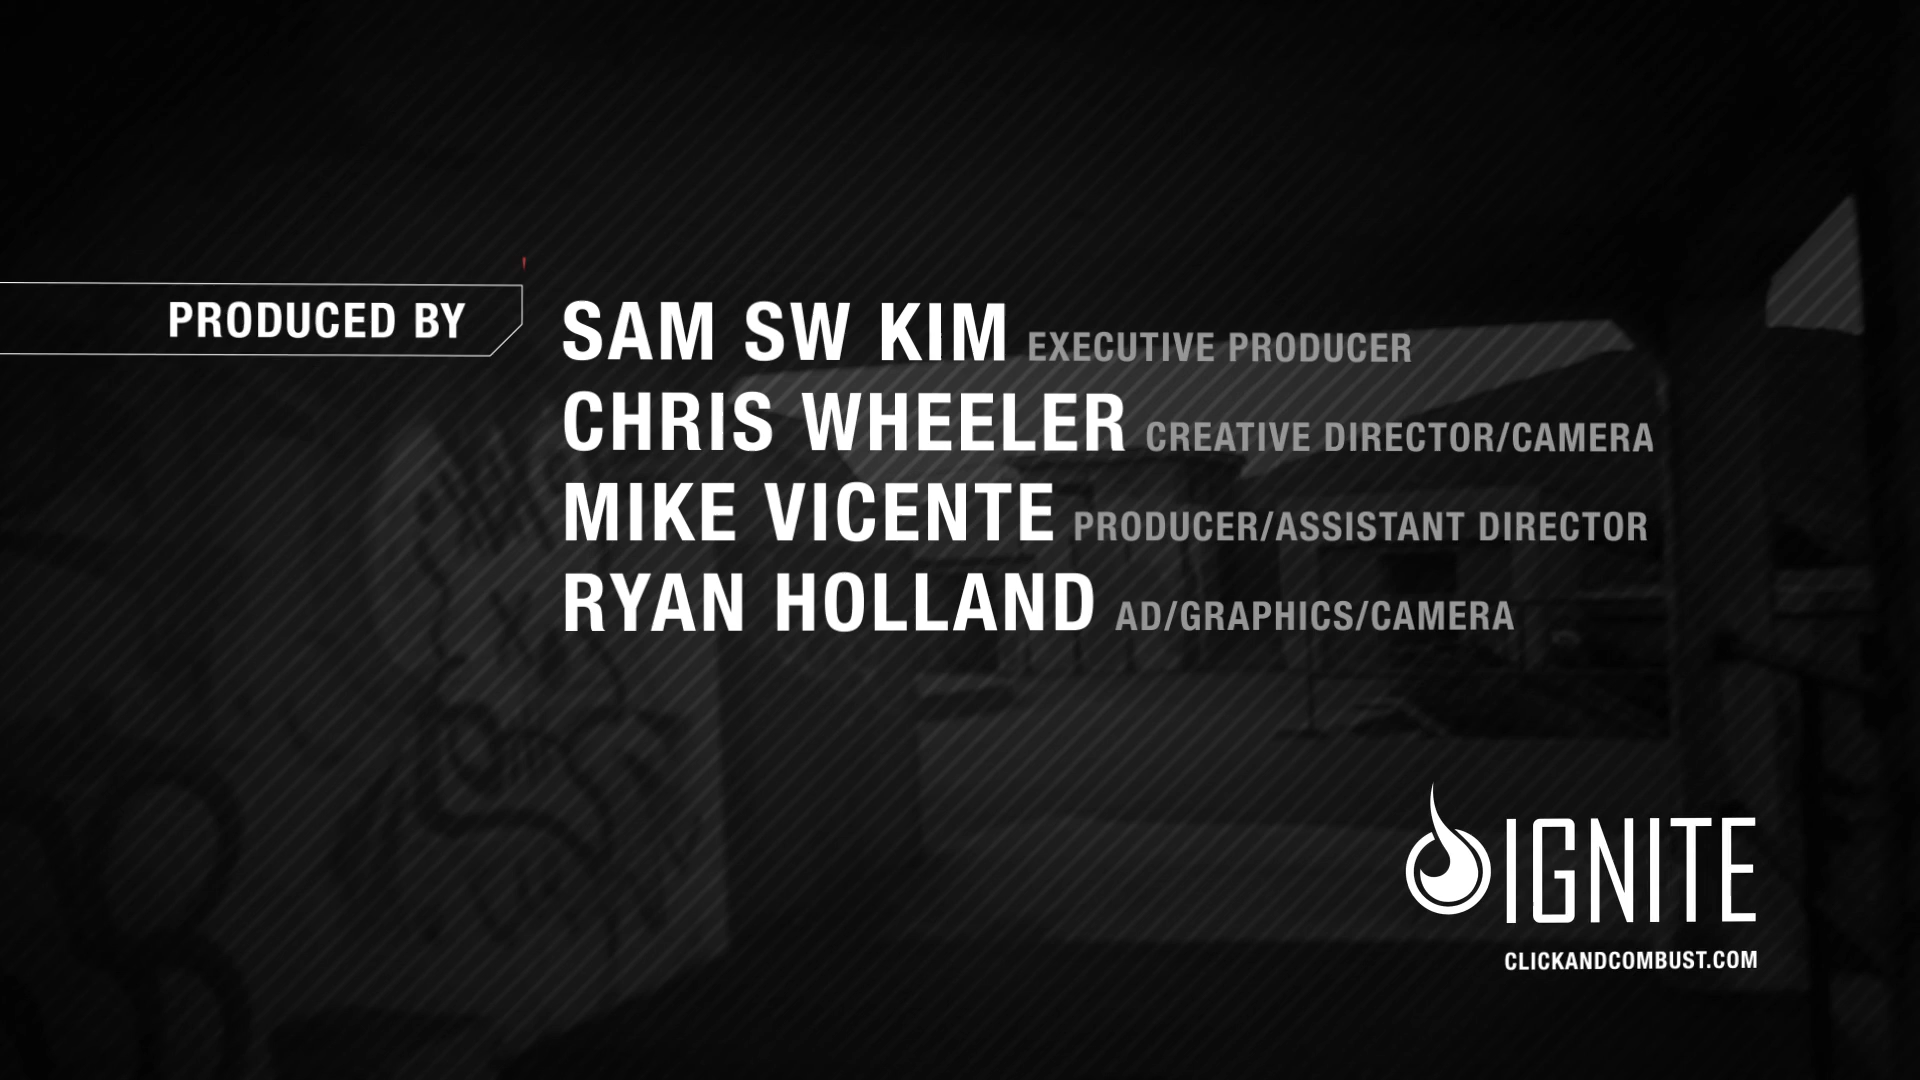 PRODUCED BY
SAM SW KIM EXECUTIVE PRODUCER
CHRIS WHEELER CREATIVE DIRECTOR/CAMERA
MIKE VICENTE PRODUCER/ASSISTANT DIRECTOR
RYAN HOLLAND AD/GRAPHICS/CAMERA
IGNITE
CLICKANDCOMBUST.COM